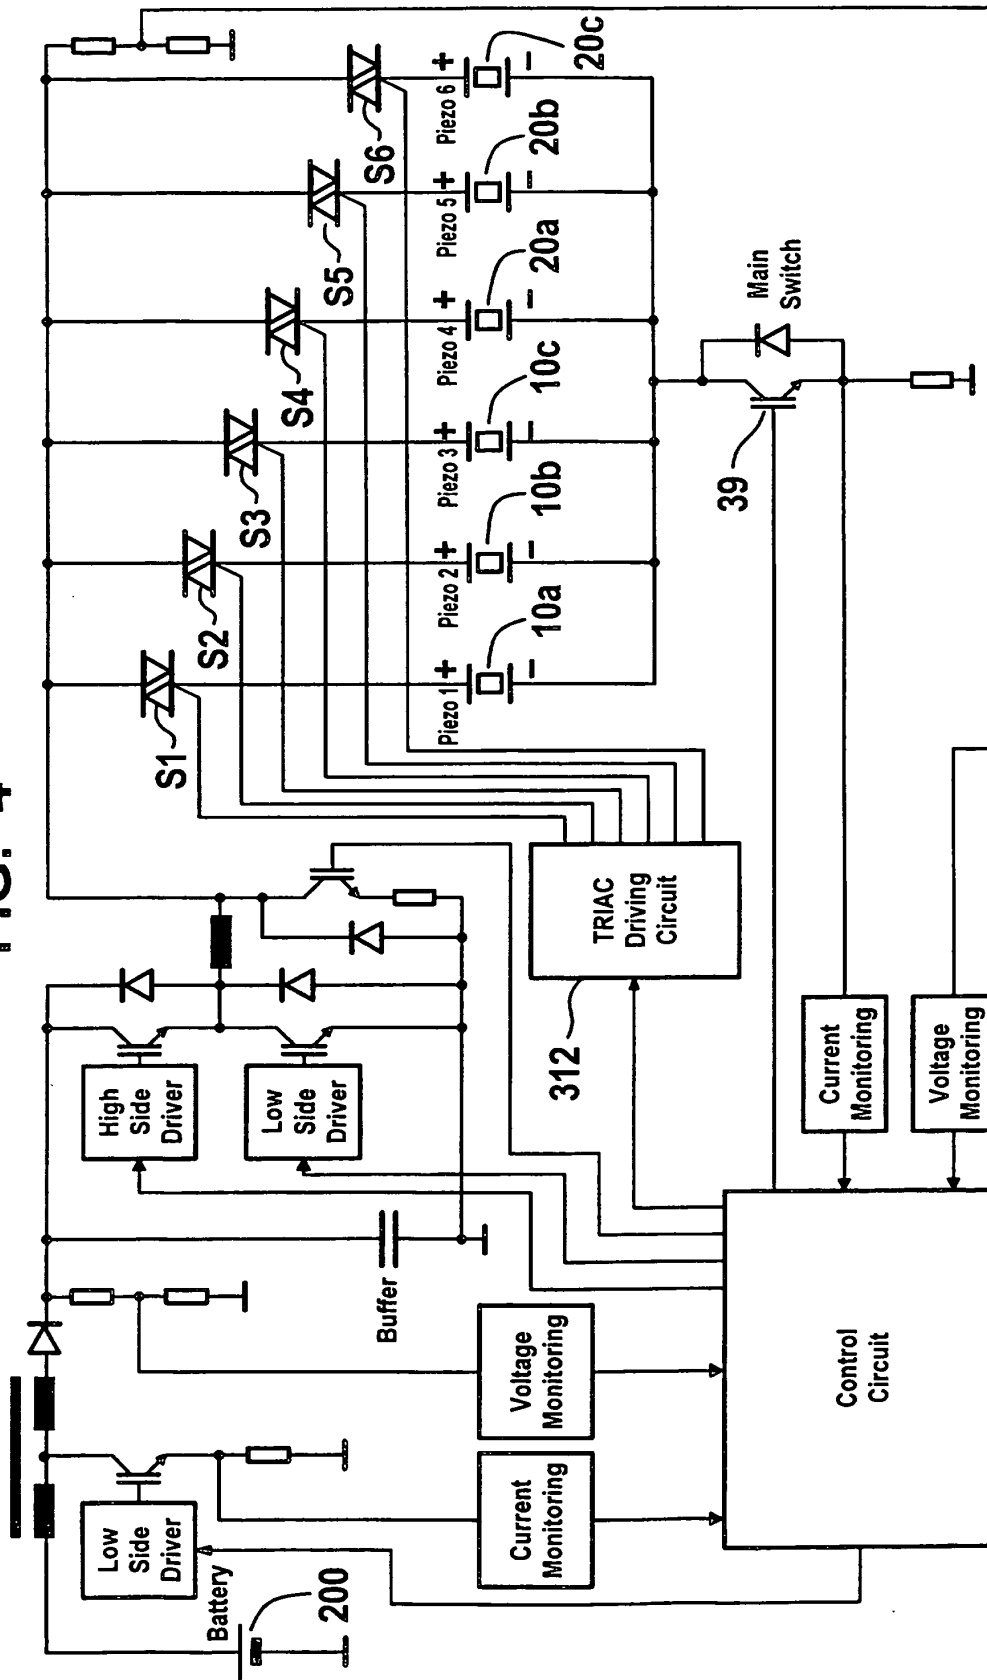 FIG. 4
S1
S2
S3
S4
S5
S6
Piezo 1 +
Piezo 2 +
Piezo 3 +
Piezo 4 +
Piezo 5 +
Piezo 6 +
−
−
−
−
−
−
10a
10b
10c
20a
20b
20c
Main
Switch
39
High
Side
Driver
Low
Side
Driver
TRIAC
Driving
Circuit
312
Current
Monitoring
Voltage
Monitoring
Buffer
Low
Side
Driver
Battery
200
Voltage
Monitoring
Current
Monitoring
Control
Circuit